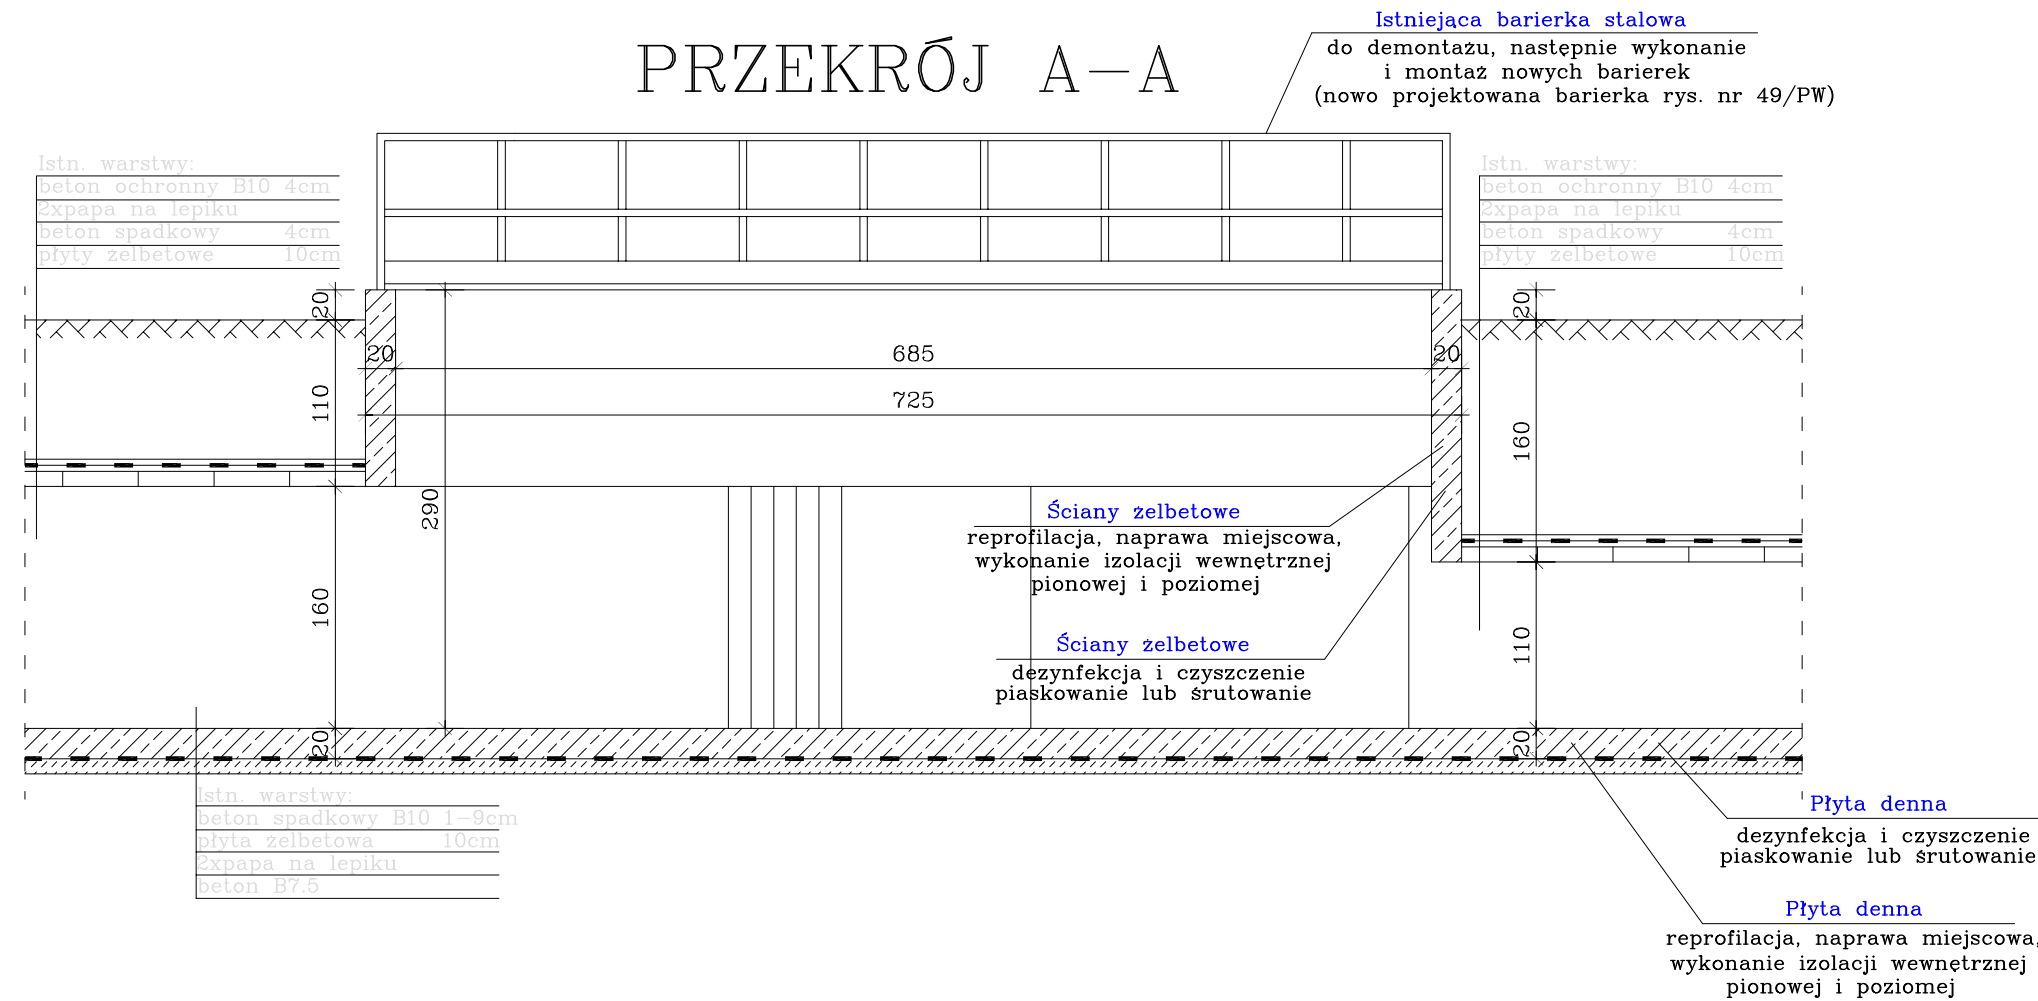 PRZEKRÓJ A-A
Istniejąca barierka stalowa
do demontażu, następnie wykonanie
i montaż nowych barierek
(nowo projektowana barierka rys. nr 49/PW)
Istn. warstwy:
beton ochronny B10 4cm
2xpapa na lepiku
beton spadkowy 4cm
płyty żelbetowe 10cm
Istn. warstwy:
beton ochronny B10 4cm
2xpapa na lepiku
beton spadkowy 4cm
płyty żelbetowe 10cm
20
110
160
20
290
20
685
20
725
20
160
110
20
Ściany żelbetowe
reprofilacja, naprawa miejscowa,
wykonanie izolacji wewnętrznej
pionowej i poziomej
Ściany żelbetowe
dezynfekcja i czyszczenie
piaskowanie lub śrutowanie
Istn. warstwy:
beton spadkowy B10 1-9cm
płyta żelbetowa 10cm
2xpapa na lepiku
beton B7.5
Płyta denna
dezynfekcja i czyszczenie
piaskowanie lub śrutowanie
Płyta denna
reprofilacja, naprawa miejscowa,
wykonanie izolacji wewnętrznej
pionowej i poziomej